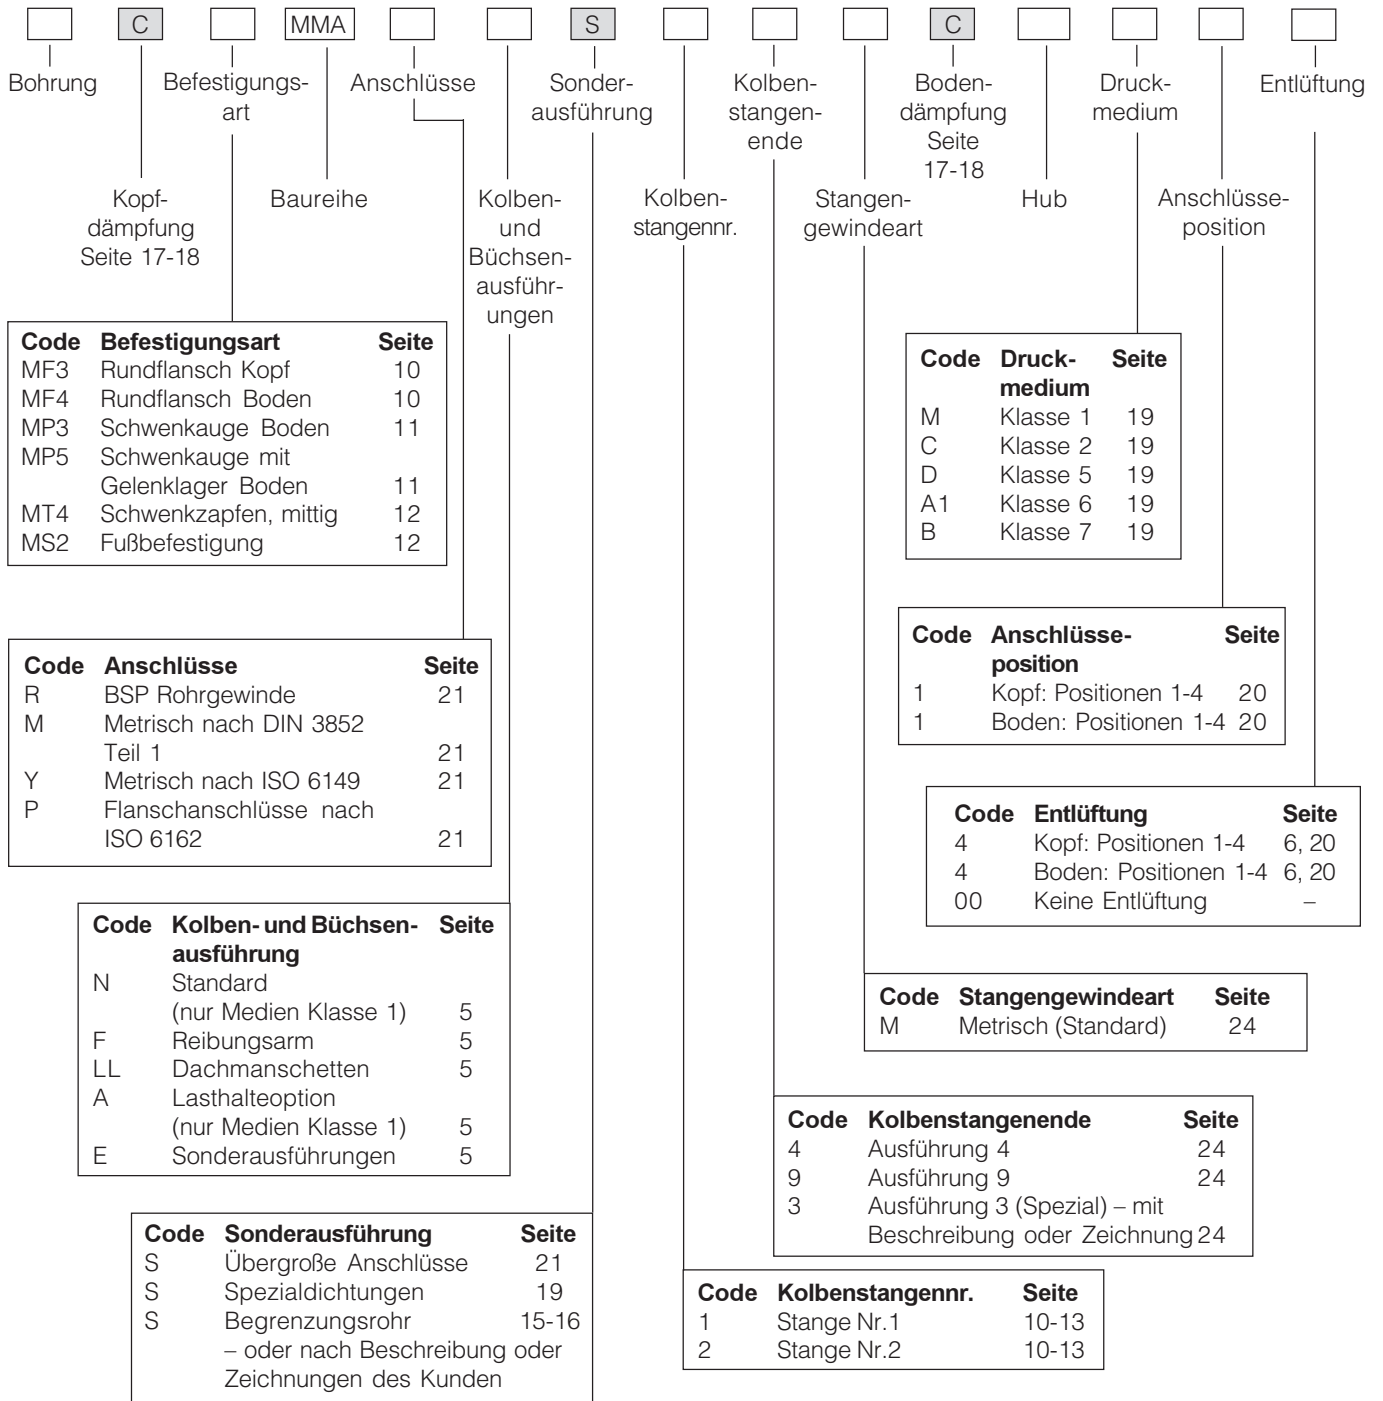 C MMA S C
Bohrung
Befestigungs-
art
Anschlüsse
Sonder-
ausführung
Kolben-
stangen-
ende
Boden-
dämpfung
Seite
17-18
Druck-
medium
Entlüftung
Kopf-
dämpfung
Seite 17-18
Baureihe
Kolben-
und
Büchsen-
ausführ-
ungen
Kolben-
stangennr.
Stangen-
gewindeart
Hub
Anschlüsse-
position
Code Befestigungsart Seite
MF3 Rundflansch Kopf 10
MF4 Rundflansch Boden 10
MP3 Schwenkauge Boden 11
MP5 Schwenkauge mit
Gelenklager Boden 11
MT4 Schwenkzapfen, mittig 12
MS2 Fußbefestigung 12
Code Druck- Seite
medium
M Klasse 1 19
C Klasse 2 19
D Klasse 5 19
A1 Klasse 6 19
B Klasse 7 19
Code Anschlüsse Seite
R BSP Rohrgewinde 21
M Metrisch nach DIN 3852
Teil 1 21
Y Metrisch nach ISO 6149 21
P Flanschanschlüsse nach
ISO 6162 21
Code Anschlüsse- Seite
position
1 Kopf: Positionen 1-4 20
1 Boden: Positionen 1-4 20
Code Entlüftung Seite
4 Kopf: Positionen 1-4 6, 20
4 Boden: Positionen 1-4 6, 20
00 Keine Entlüftung –
Code Kolben- und Büchsen- Seite
ausführung
N Standard
(nur Medien Klasse 1) 5
F Reibungsarm 5
LL Dachmanschetten 5
A Lasthalteoption
(nur Medien Klasse 1) 5
E Sonderausführungen 5
Code Stangengewindeart Seite
M Metrisch (Standard) 24
Code Kolbenstangenende Seite
4 Ausführung 4 24
9 Ausführung 9 24
3 Ausführung 3 (Spezial) – mit
Beschreibung oder Zeichnung 24
Code Sonderausführung Seite
S Übergroße Anschlüsse 21
S Spezialdichtungen 19
S Begrenzungsrohr 15-16
– oder nach Beschreibung oder
Zeichnungen des Kunden
Code Kolbenstangennr. Seite
1 Stange Nr.1 10-13
2 Stange Nr.2 10-13